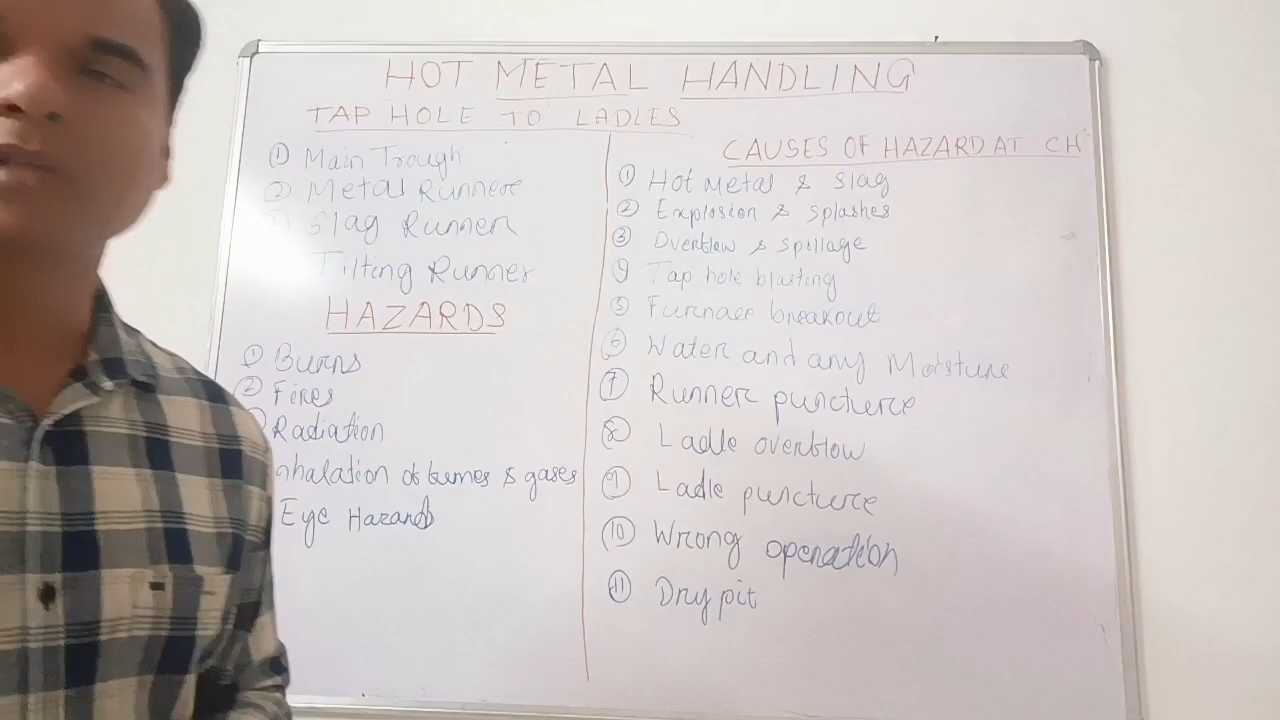 HOT METAL HANDLING
TAP HOLE TO LADLES
① Main Trough
② Metal Runner
Slag Runner
Tilting Runner
HAZARDS
① Burns
② Fires
Radiation
nhalation of fumes & gases
Eye Hazards
CAUSES OF HAZARD AT CH
① Hot Metal & Slag
② Explosion & splashes
③ Overflow & spillage
④ Tap hole blasting
⑤ Furnace breakout
⑥ Water and any Moisture
⑦ Runner puncture
⑧ Ladle overflow
⑨ Ladle puncture
⑩ Wrong operation
⑪ Dry pit